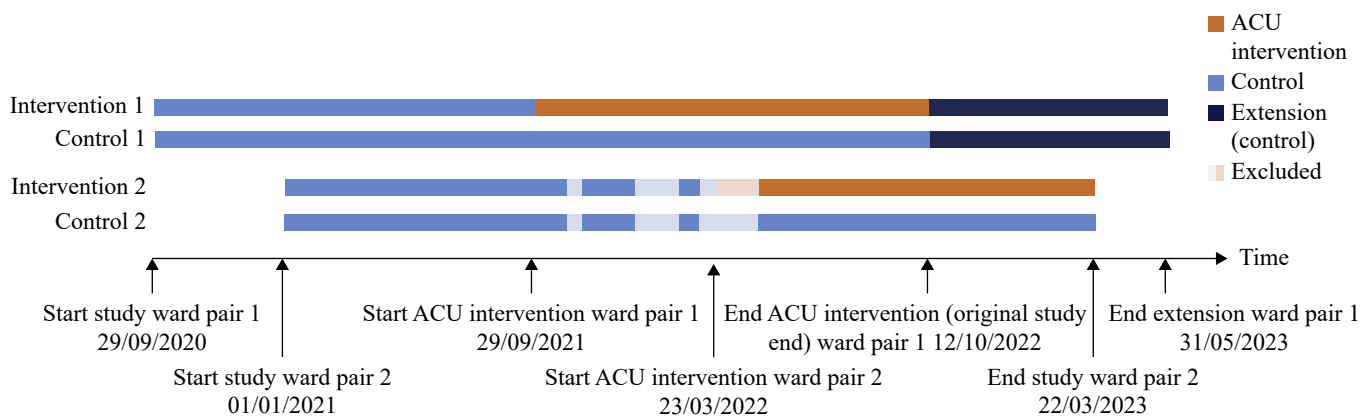 ACU
intervention
Control
Extension
(control)
Excluded
Intervention 1
Control 1
Intervention 2
Control 2
Time
Start study ward pair 1
29/09/2020
Start ACU intervention ward pair 1
29/09/2021
End ACU intervention (original study
end) ward pair 1 12/10/2022
End extension ward pair 1
31/05/2023
Start study ward pair 2
01/01/2021
Start ACU intervention ward pair 2
23/03/2022
End study ward pair 2
22/03/2023